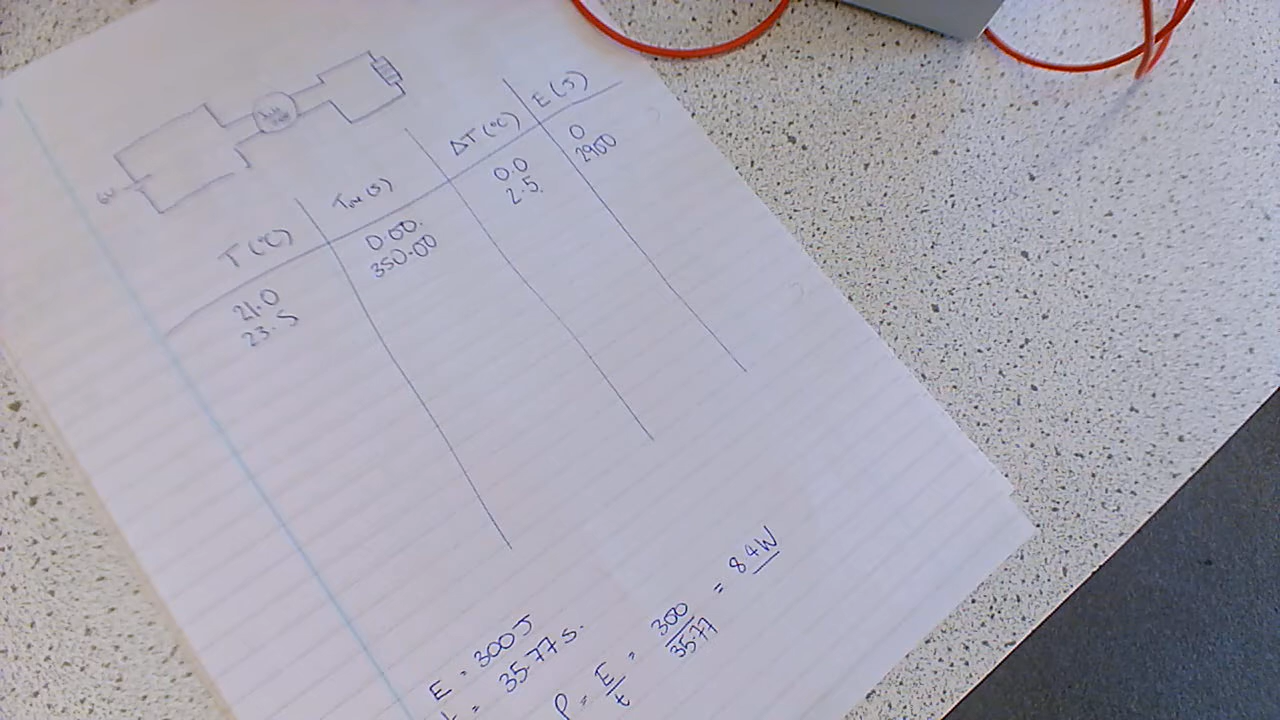 6V
T (°C)
ΔT (°C)
E (J)
21.0 0.00 0.0 0
23.5 350.00 2.5 2900
E = 300J
t = 35.77 s.
P = E/t = 300/35.77 = 8.4W